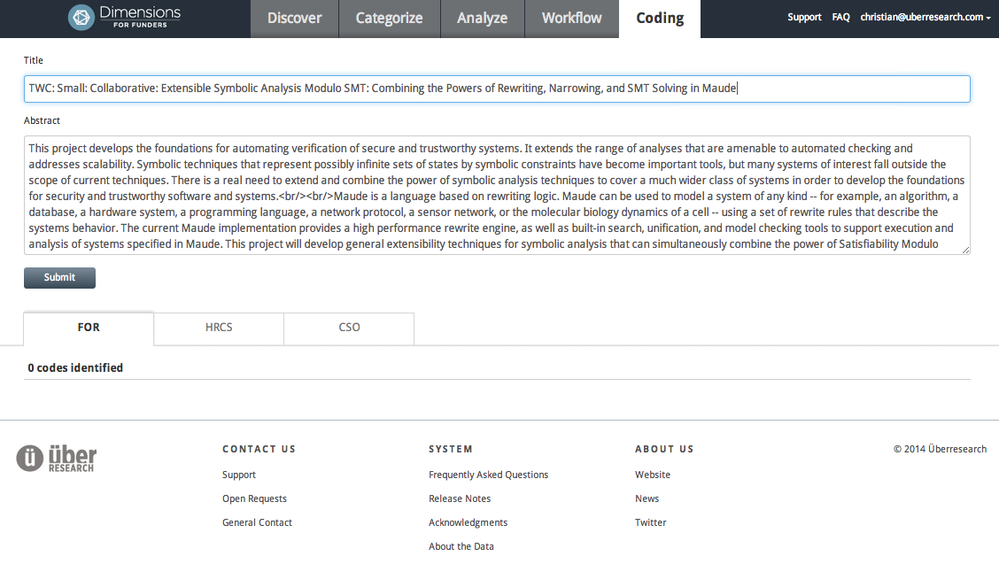 Dimensions
FOR FUNDERS
Discover
Categorize
Analyze
Workflow
Coding
Support FAQ christian@uberresearch.com
Title
TWC: Small: Collaborative: Extensible Symbolic Analysis Modulo SMT: Combining the Powers of Rewriting, Narrowing, and SMT Solving in Maude
Abstract
This project develops the foundations for automating verification of secure and trustworthy systems. It extends the range of analyses that are amenable to automated checking and
addresses scalability. Symbolic techniques that represent possibly infinite sets of states by symbolic constraints have become important tools, but many systems of interest fall outside the
scope of current techniques. There is a real need to extend and combine the power of symbolic analysis techniques to cover a much wider class of systems in order to develop the foundations
for security and trustworthy software and systems.<br/><br/>Maude is a language based on rewriting logic. Maude can be used to model a system of any kind -- for example, an algorithm, a
database, a hardware system, a programming language, a network protocol, a sensor network, or the molecular biology dynamics of a cell -- using a set of rewrite rules that describe the
systems behavior. The current Maude implementation provides a high performance rewrite engine, as well as built-in search, unification, and model checking tools to support execution and
analysis of systems specified in Maude. This project will develop general extensibility techniques for symbolic analysis that can simultaneously combine the power of Satisfiability Modulo
Submit
FOR
HRCS
CSO
0 codes identified
ü über
RESEARCH
CONTACT US
Support
Open Requests
General Contact
SYSTEM
Frequently Asked Questions
Release Notes
Acknowledgments
About the Data
ABOUT US
Website
News
Twitter
© 2014 Überresearch